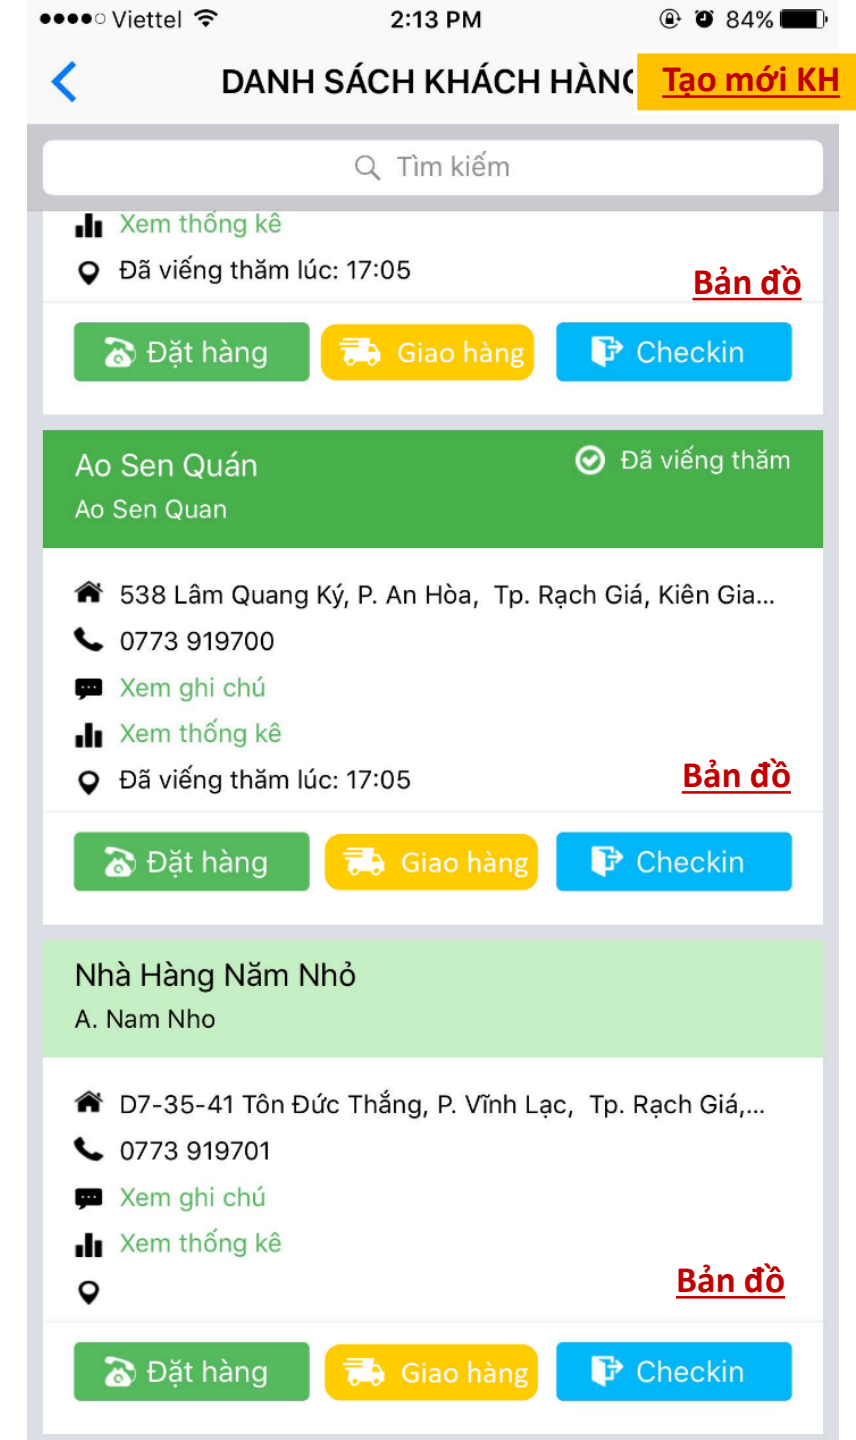 Viettel 2:13 PM 84%
DANH SÁCH KHÁCH HÀNG Tạo mới KH
Tìm kiếm
Xem thống kê
Đã viếng thăm lúc: 17:05
Bản đồ
Đặt hàng Giao hàng Checkin
Ao Sen Quán Đã viếng thăm
Ao Sen Quan
538 Lâm Quang Ký, P. An Hòa, Tp. Rạch Giá, Kiên Gia...
0773 919700
Xem ghi chú
Xem thống kê
Đã viếng thăm lúc: 17:05 Bản đồ
Đặt hàng Giao hàng Checkin
Nhà Hàng Năm Nhỏ
A. Nam Nho
D7-35-41 Tôn Đức Thắng, P. Vĩnh Lạc, Tp. Rạch Giá,...
0773 919701
Xem ghi chú
Xem thống kê
Bản đồ
Đặt hàng Giao hàng Checkin